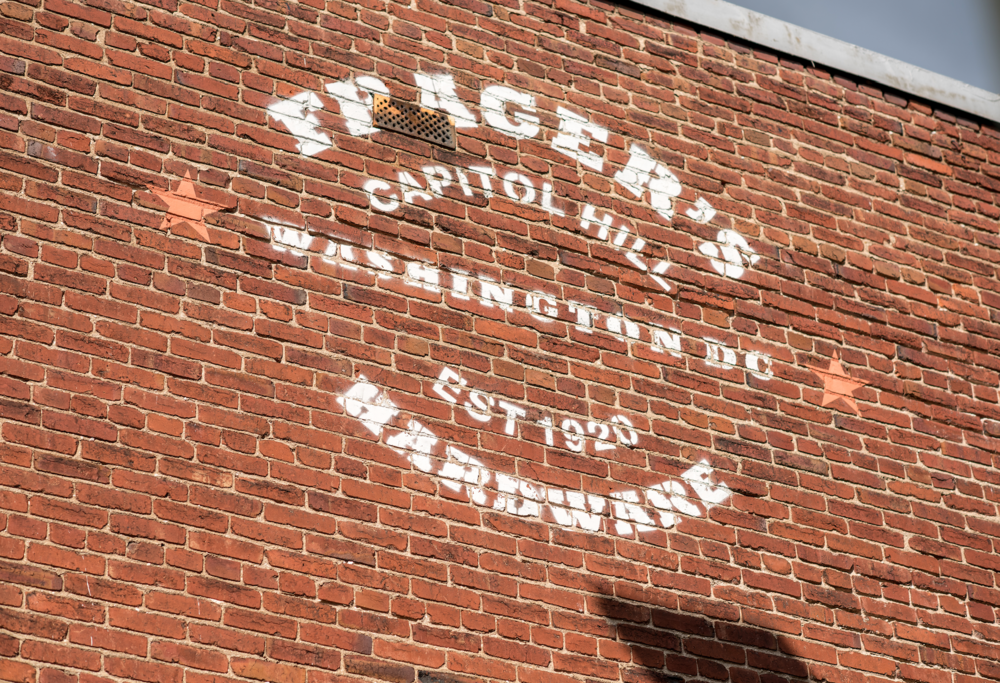 FRAGER'S
CAPITOL HILL
WASHINGTON DC
EST 1920
HARDWARE